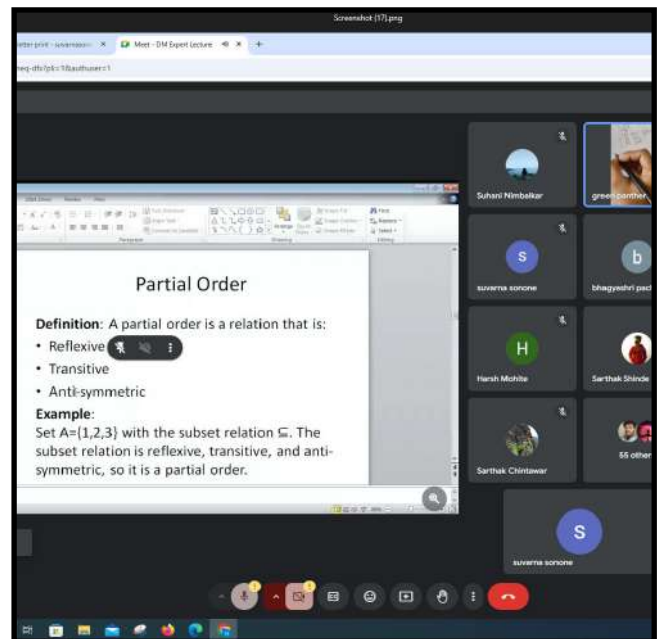 Screenshot (17).png
Meet - DM Expert Lecture
Partial Order
Definition: A partial order is a relation that is:
• Reflexive
• Transitive
• Anti-symmetric
Example:
Set A={1,2,3} with the subset relation ⊆. The
subset relation is reflexive, transitive, and anti-
symmetric, so it is a partial order.
Suhani Nimbalkar
green panther
S
suvarna sonone
b
H
Harsh Mohite
Sarthak Shinde
Sarthak Chintawar
55 other
S
suvarna sonone
Paragraph
Drawing
Editing